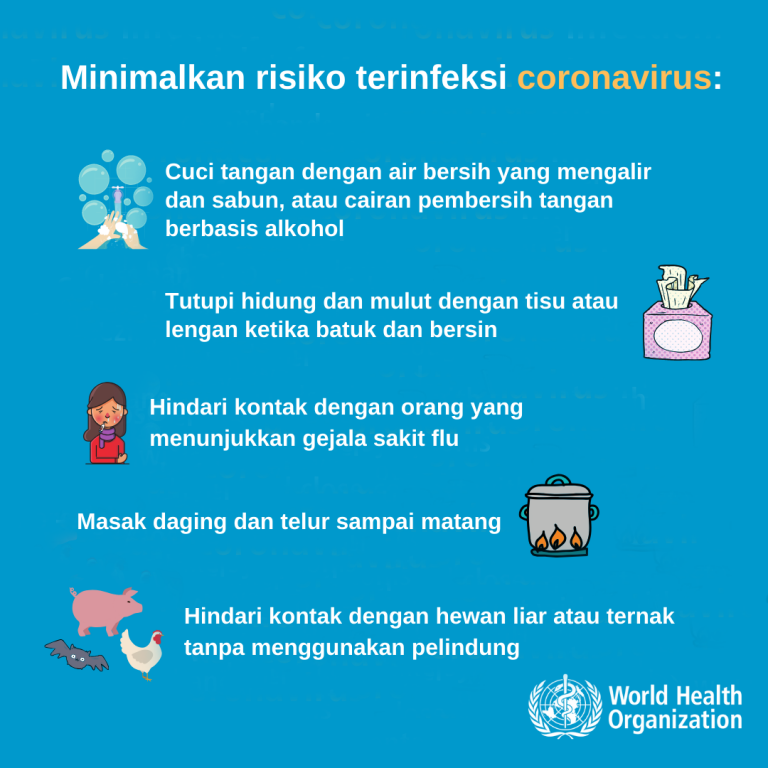 Minimalkan risiko terinfeksi coronavirus:
Cuci tangan dengan air bersih yang mengalir
dan sabun, atau cairan pembersih tangan
berbasis alkohol
Tutupi hidung dan mulut dengan tisu atau
lengan ketika batuk dan bersin
Hindari kontak dengan orang yang
menunjukkan gejala sakit flu
Masak daging dan telur sampai matang
Hindari kontak dengan hewan liar atau ternak
tanpa menggunakan pelindung
World Health
Organization